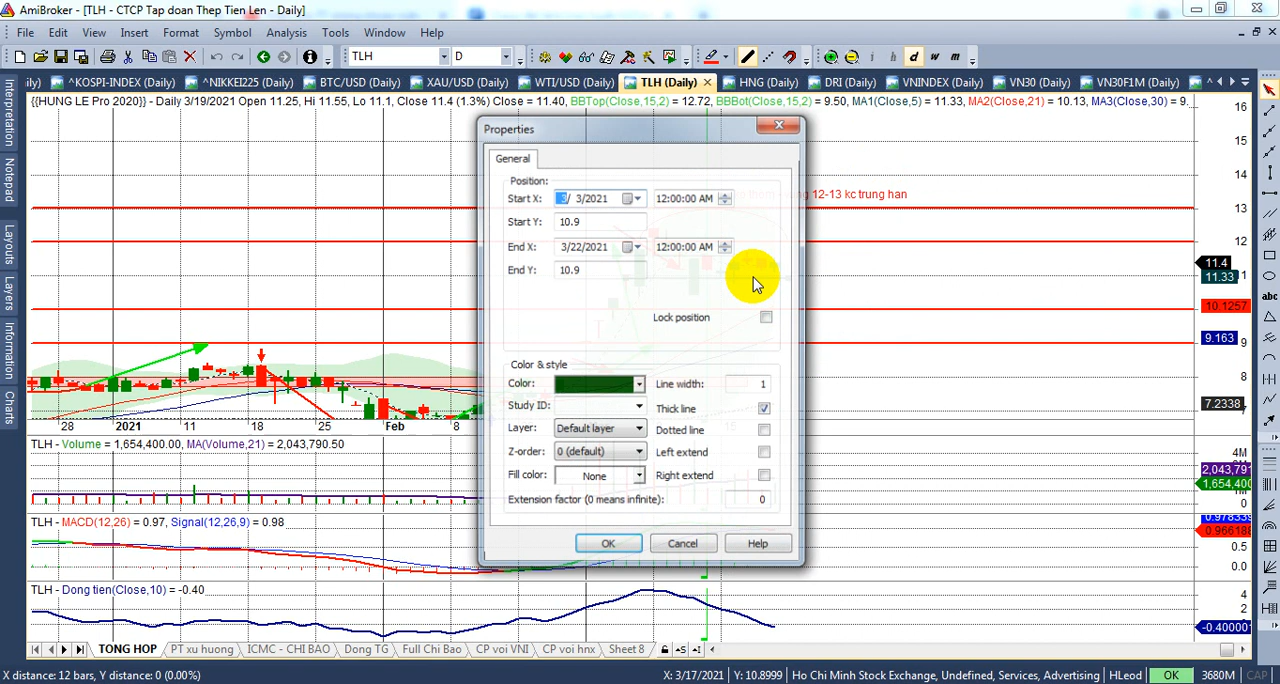 AmiBroker - [TLH - CTCP Tap doan Thep Tien Len - Daily]
File Edit View Insert Format Symbol Analysis Tools Window Help
TLH D i h d w m
ily) ^KOSPI-INDEX (Daily) ^NIKKEI225 (Daily) BTC/USD (Daily) XAU/USD (Daily) WTI/USD (Daily) TLH (Daily) HNG (Daily) DRI (Daily) VNINDEX (Daily) VN30 (Daily) VN30F1M (Daily)
{{HUNG LE Pro 2020}} - Daily 3/19/2021 Open 11.25, Hi 11.55, Lo 11.1, Close 11.4 (1.3%) Close = 11.40, BBTop(Close,15,2) = 12.72, BBBot(Close,15,2) = 9.50, MA1(Close,5) = 11.33, MA2(Close,21) = 10.13, MA3(Close,30) = 9.
Interpretation
Notepad
Layouts
Layers
Information
Charts
Properties
General
Position:
Start X: 3/ 3/2021 12:00:00 AM
Start Y: 10.9
End X: 3/22/2021 12:00:00 AM
End Y: 10.9
Lock position
Color & style
Color: Line width: 1
Study ID: Thick line
Layer: Default layer Dotted line
Z-order: 0 (default) Left extend
Fill color: None Right extend
Extension factor (0 means infinite): 0
OK Cancel Help
12-13 kc trung han
16
15
14
13
12
11.4
11.33
10.1257
9.163
9
8
7.2338
abc
28 2021 11 18 25 Feb 8
TLH - Volume = 1,654,400.00, MA(Volume,21) = 2,043,790.50
4M
2,043,791
1,654,400
0
TLH - MACD(12,26) = 0.97, Signal(12,26,9) = 0.98
0.978339
0.966188
0.5
0.0
TLH - Dong tien(Close,10) = -0.40
4
2
-0.40000
TONG HOP PT xu huong ICMC - CHI BAO Dong TG Full Chi Bao CP voi VNI CP voi hnx Sheet 8
X distance: 12 bars, Y distance: 0 (0.00%) X: 3/17/2021 Y: 10.8999 Ho Chi Minh Stock Exchange, Undefined, Services, Advertising HLeod OK 3680M CAP